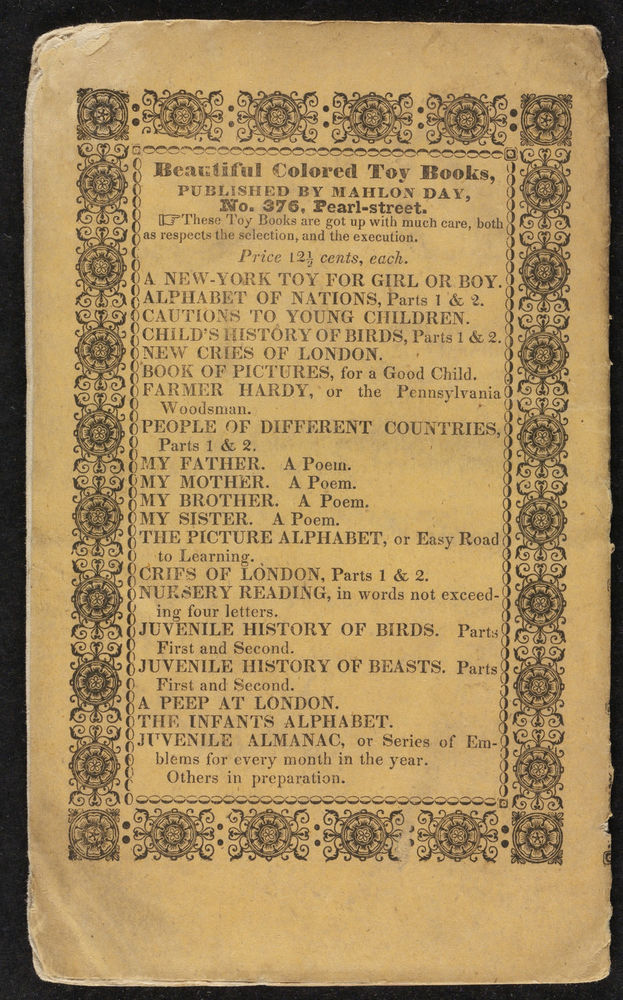 Beautiful Colored Toy Books,
PUBLISHED BY MAHLON DAY,
No. 376, Pearl-street.
☞These Toy Books are got up with much care, both
as respects the selection, and the execution.
Price 12½ cents, each.
A NEW-YORK TOY FOR GIRL OR BOY.
ALPHABET OF NATIONS, Parts 1 & 2.
CAUTIONS TO YOUNG CHILDREN.
CHILD'S HISTORY OF BIRDS, Parts 1 & 2.
NEW CRIES OF LONDON.
BOOK OF PICTURES, for a Good Child.
FARMER HARDY, or the Pennsylvania
Woodsman.
PEOPLE OF DIFFERENT COUNTRIES,
Parts 1 & 2.
MY FATHER. A Poem.
MY MOTHER. A Poem.
MY BROTHER. A Poem.
MY SISTER. A Poem.
THE PICTURE ALPHABET, or Easy Road
to Learning.
CRIES OF LONDON, Parts 1 & 2.
NURSERY READING, in words not exceed-
ing four letters.
JUVENILE HISTORY OF BIRDS. Parts
First and Second.
JUVENILE HISTORY OF BEASTS. Parts
First and Second.
A PEEP AT LONDON.
THE INFANTS ALPHABET.
JUVENILE ALMANAC, or Series of Em-
blems for every month in the year.
Others in preparation.